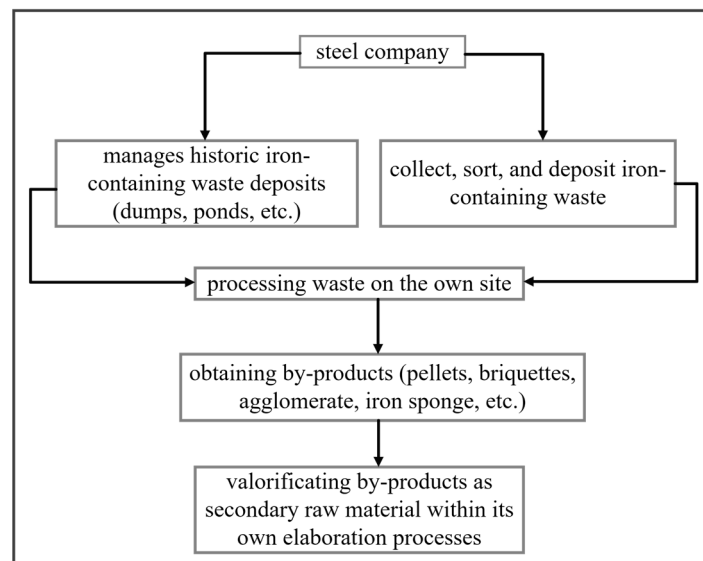 steel company
manages historic iron-
containing waste deposits
(dumps, ponds, etc.)
collect, sort, and deposit iron-
containing waste
processing waste on the own site
obtaining by-products (pellets, briquettes,
agglomerate, iron sponge, etc.)
valorificating by-products as
secondary raw material within its
own elaboration processes